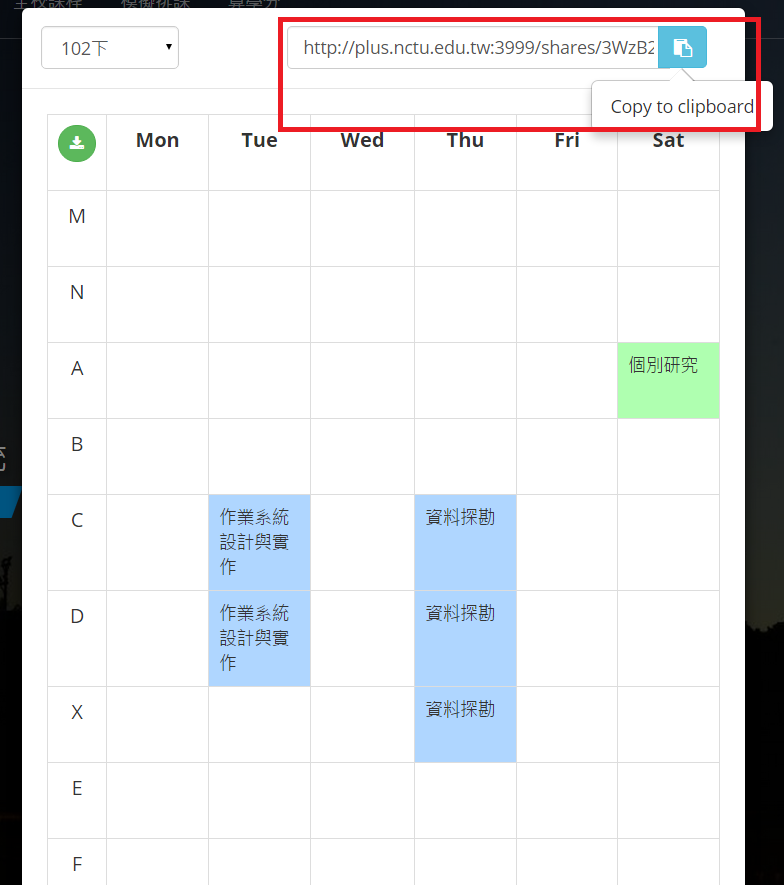 102下
http://plus.nctu.edu.tw:3999/shares/3WzB2
Copy to clipboard
Mon Tue Wed Thu Fri Sat
M
N
A 個別研究
B
C 作業系統 資料探勘
設計與實
作
D 作業系統 資料探勘
設計與實
作
X 資料探勘
E
F